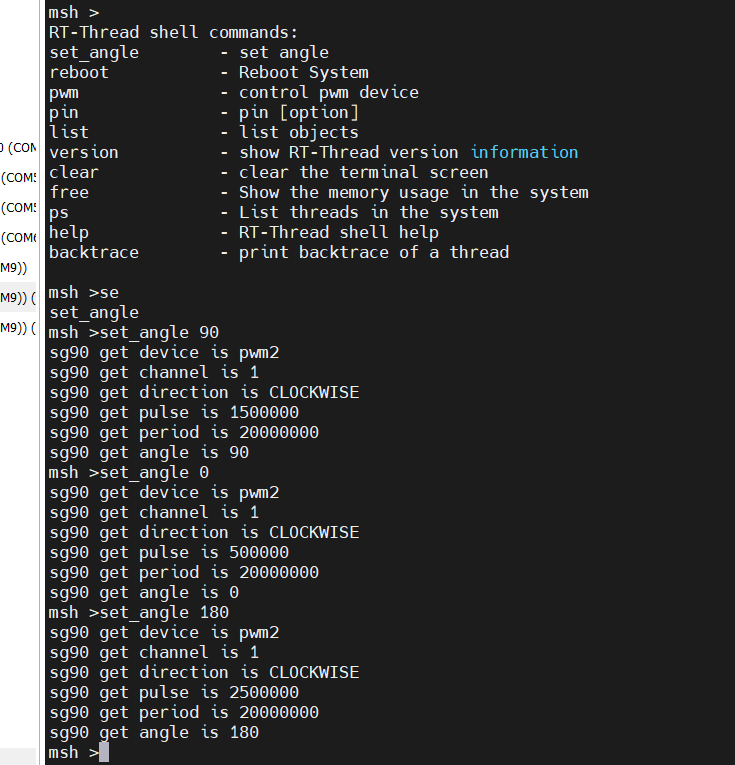 msh >
RT-Thread shell commands:
set_angle        - set angle
reboot           - Reboot System
pwm              - control pwm device
pin              - pin [option]
list             - list objects
version          - show RT-Thread version information
clear            - clear the terminal screen
free             - Show the memory usage in the system
ps               - List threads in the system
help             - RT-Thread shell help
backtrace        - print backtrace of a thread
msh >se
set_angle
msh >set_angle 90
sg90 get device is pwm2
sg90 get channel is 1
sg90 get direction is CLOCKWISE
sg90 get pulse is 1500000
sg90 get period is 20000000
sg90 get angle is 90
msh >set_angle 0
sg90 get device is pwm2
sg90 get channel is 1
sg90 get direction is CLOCKWISE
sg90 get pulse is 500000
sg90 get period is 20000000
sg90 get angle is 0
msh >set_angle 180
sg90 get device is pwm2
sg90 get channel is 1
sg90 get direction is CLOCKWISE
sg90 get pulse is 2500000
sg90 get period is 20000000
sg90 get angle is 180
msh >
M9))
M9)) (
M9)) (